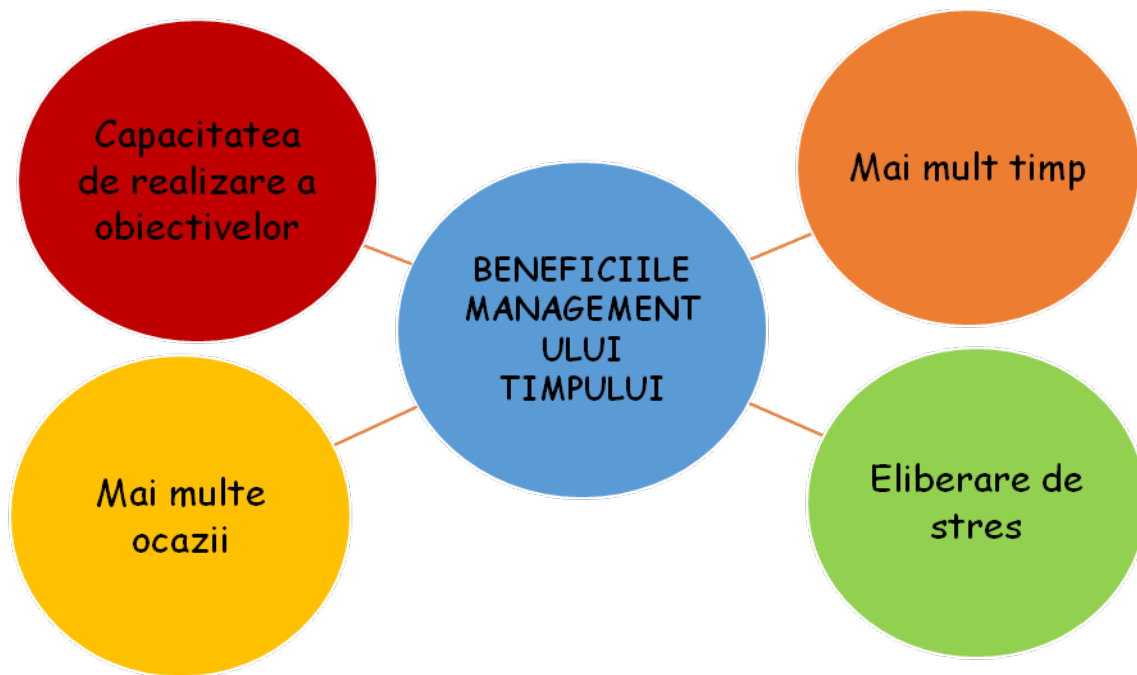 Capacitatea
de realizare a
obiectivelor
Mai mult timp
BENEFICIILE
MANAGEMENT
ULUI
TIMPULUI
Mai multe
ocazii
Eliberare de
stres